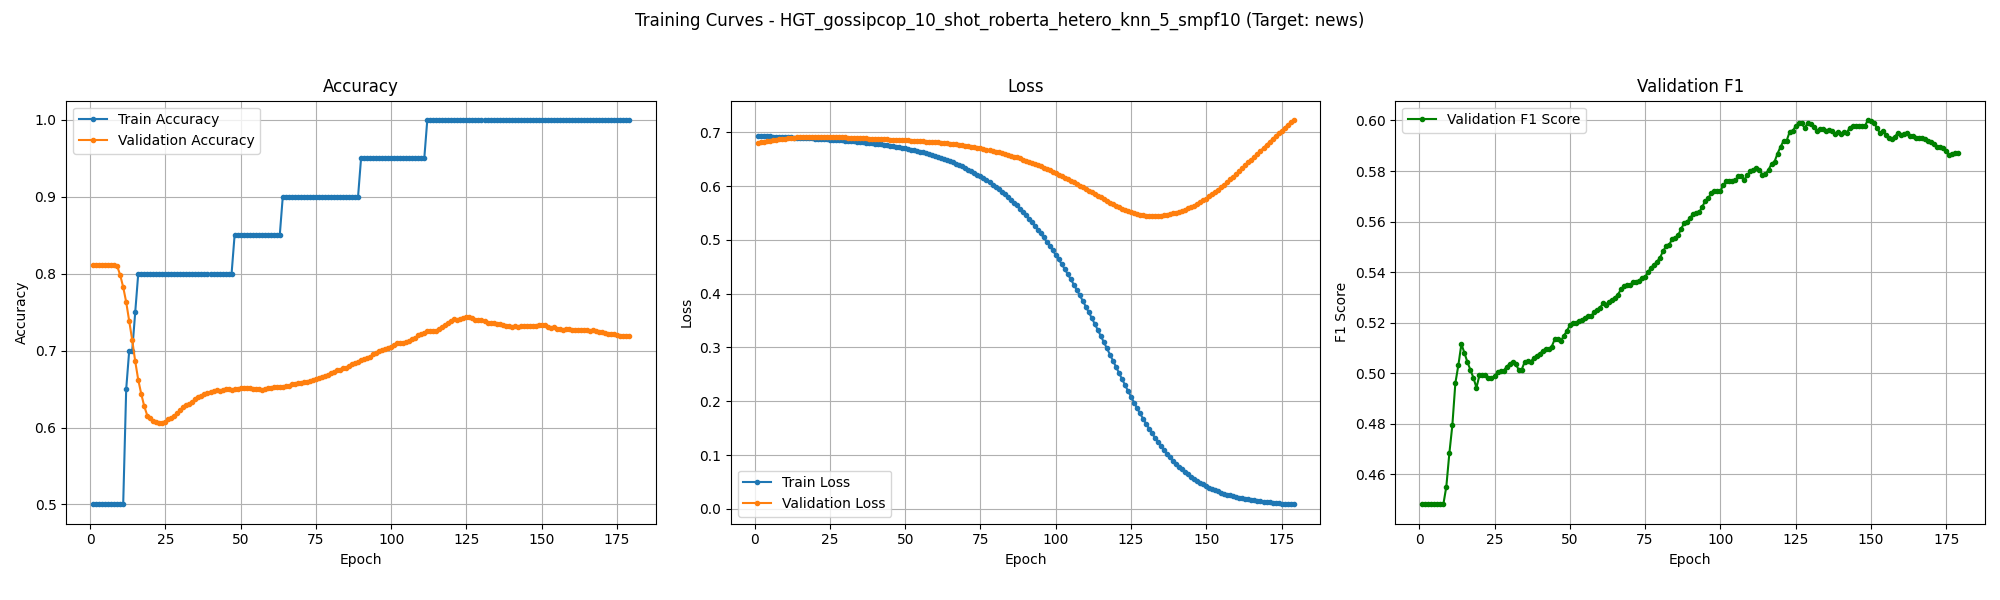 Training Curves - HGT_gossipcop_10_shot_roberta_hetero_knn_5_smpf10 (Target: news)
Accuracy
Train Accuracy
Validation Accuracy
Accuracy
1.0
0.9
0.8
0.7
0.6
0.5
0 25 50 75 100 125 150 175
Epoch
Loss
Train Loss
Validation Loss
Loss
0.7
0.6
0.5
0.4
0.3
0.2
0.1
0.0
0 25 50 75 100 125 150 175
Epoch
Validation F1
Validation F1 Score
F1 Score
0.60
0.58
0.56
0.54
0.52
0.50
0.48
0.46
0 25 50 75 100 125 150 175
Epoch